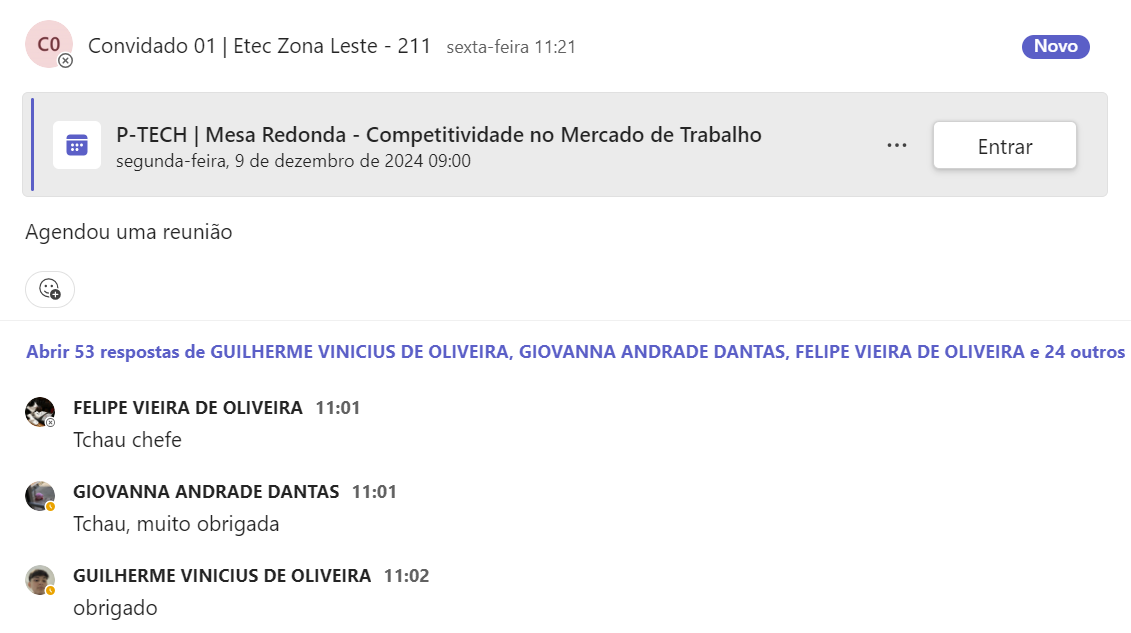 C0
Convidado 01 | Etec Zona Leste - 211 sexta-feira 11:21
Novo
P-TECH | Mesa Redonda - Competitividade no Mercado de Trabalho
segunda-feira, 9 de dezembro de 2024 09:00
Entrar
Agendou uma reunião
Abrir 53 respostas de GUILHERME VINICIUS DE OLIVEIRA, GIOVANNA ANDRADE DANTAS, FELIPE VIEIRA DE OLIVEIRA e 24 outros
FELIPE VIEIRA DE OLIVEIRA 11:01
Tchau chefe
GIOVANNA ANDRADE DANTAS 11:01
Tchau, muito obrigada
GUILHERME VINICIUS DE OLIVEIRA 11:02
obrigado